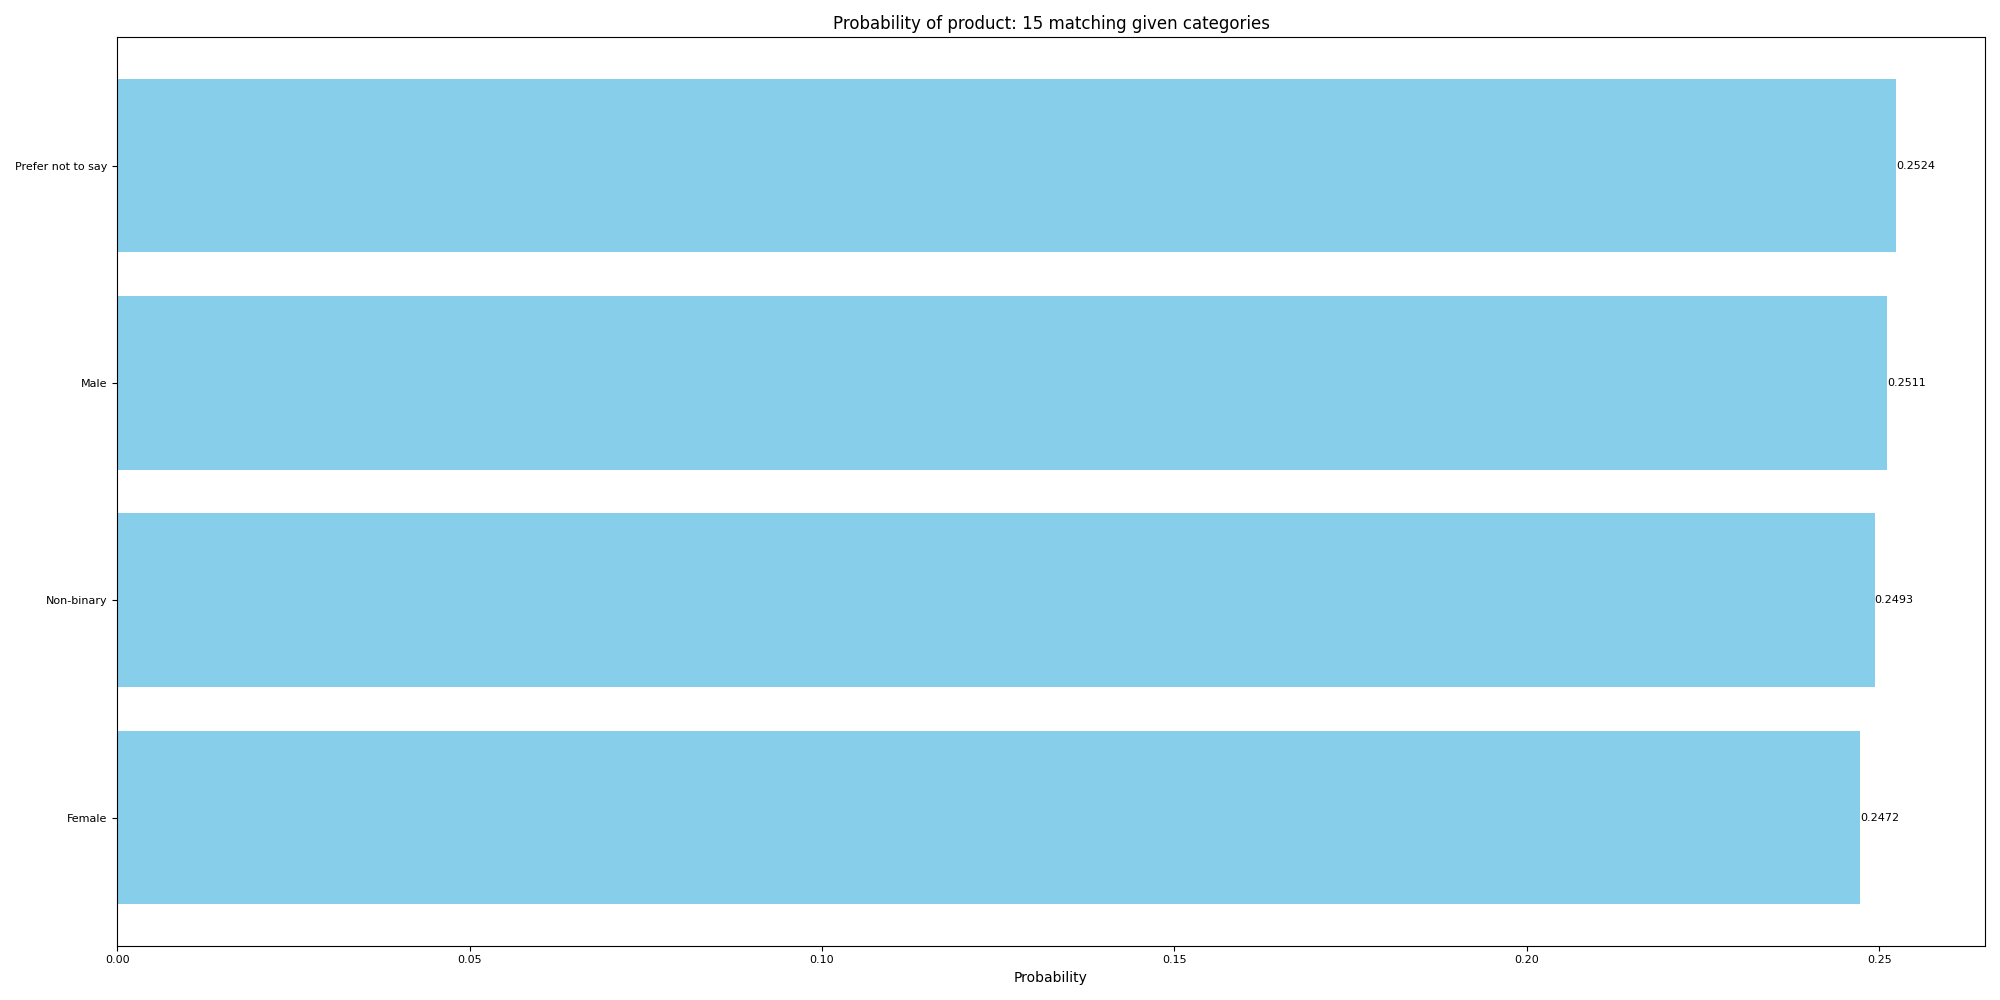 Probability of product: 15 matching given categories
Prefer not to say
0.2524
Male
0.2511
Non-binary
0.2493
Female
0.2472
0.00 0.05 0.10 0.15 0.20 0.25
Probability